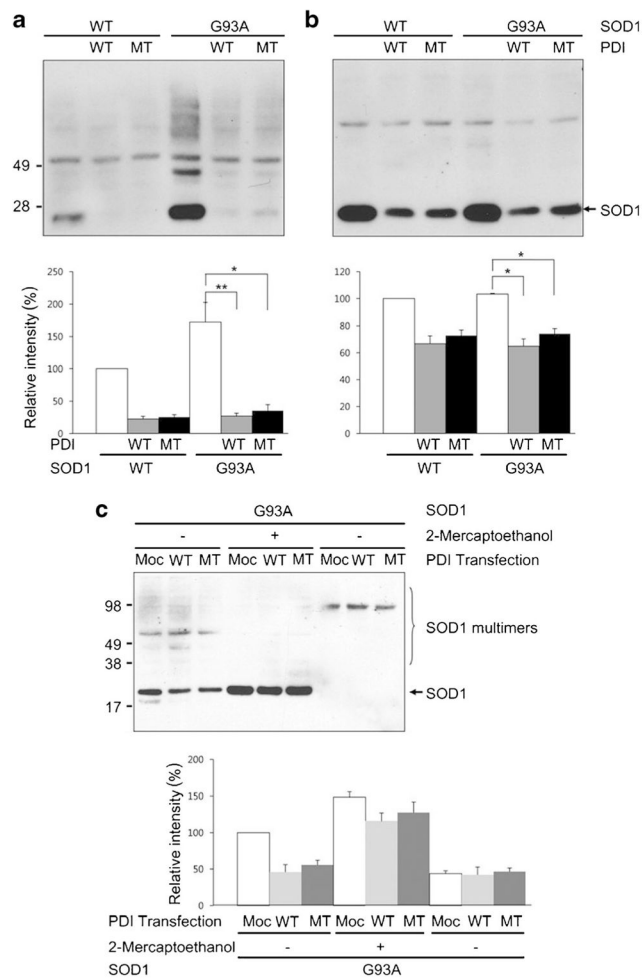 a
WT G93A
WT MT WT MT
49
28
b
WT G93A SOD1
WT MT WT MT PDI
SOD1
Relative intensity (%)
250
200
150
100
50
0
* **
PDI WT MT WT MT
SOD1 WT G93A
120
100
80
60
40
20
0
* *
WT MT WT MT
WT G93A
c
G93A SOD1
- + - 2-Mercaptoethanol
Moc WT MT Moc WT MT Moc WT MT PDI Transfection
98
49
38
17
SOD1 multimers
SOD1
Relative intensity (%)
200
150
100
50
0
PDI Transfection Moc WT MT Moc WT MT Moc WT MT
2-Mercaptoethanol - + -
SOD1 G93A